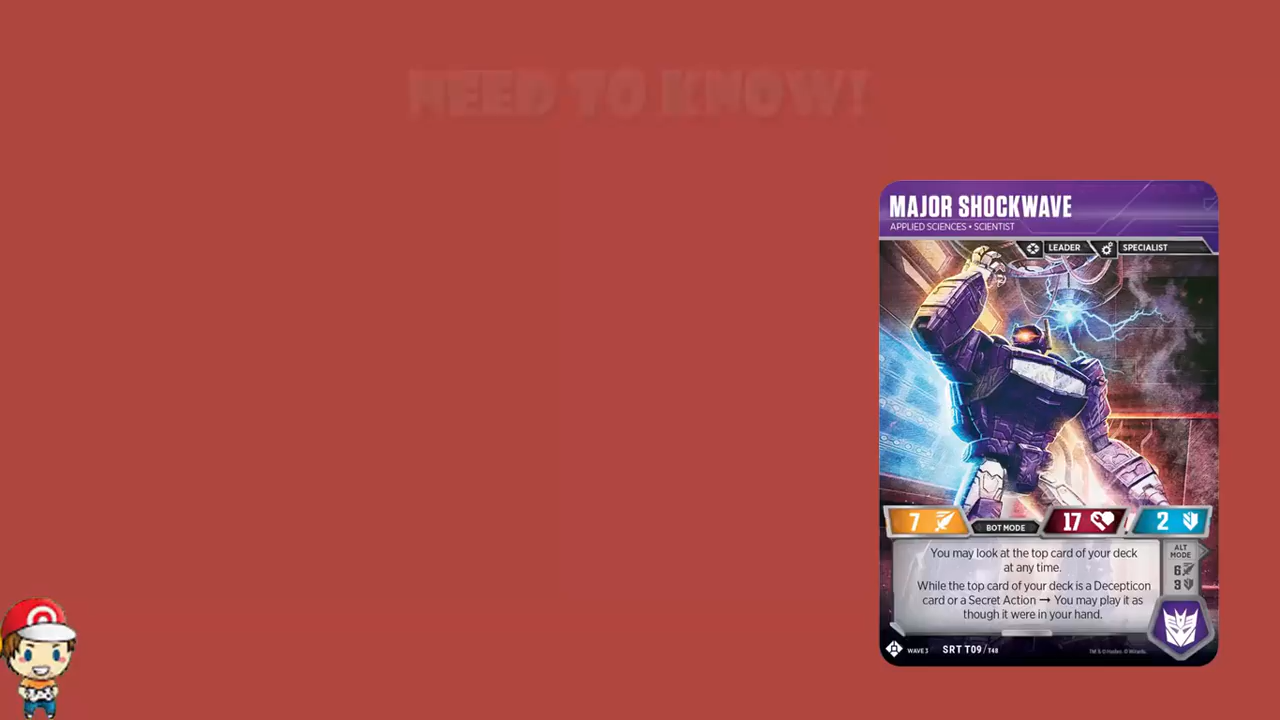 NEED TO KNOW!
MAJOR SHOCKWAVE
APPLIED SCIENCES • SCIENTIST
LEADER SPECIALIST
7 BOT MODE 17 2
You may look at the top card of your deck
at any time.
While the top card of your deck is a Decepticon
card or a Secret Action → You may play it as
though it were in your hand.
ALT
MODE
6
3
WAVE 3 SRT T09/T48 ™ & © Hasbro. © Wizards.